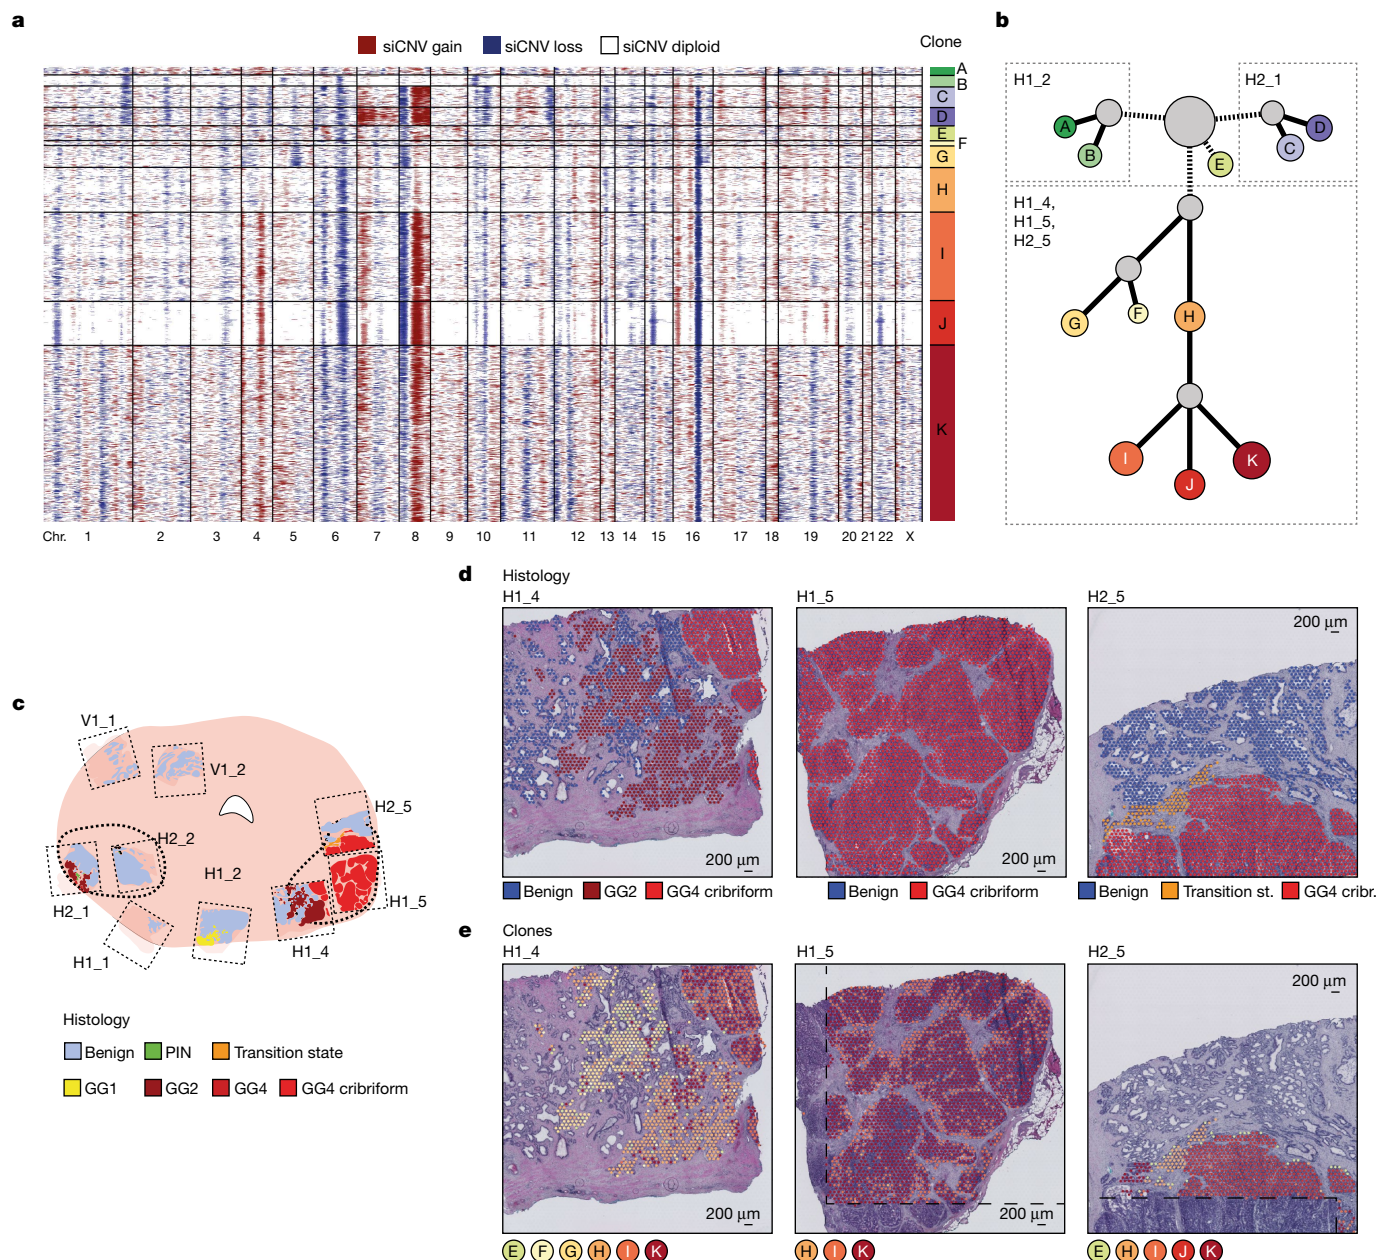 a
siCNV gain siCNV loss siCNV diploid
Clone
A
B
C
D
E
F
G
H
I
J
K
Chr. 1 2 3 4 5 6 7 8 9 10 11 12 13 14 15 16 17 18 19 20 21 22 X
b
H1_2
H2_1
A
B
C
D
E
H1_4,
H1_5,
H2_5
G
F
H
I
J
K
c
V1_1
V1_2
H2_5
H2_2
H1_2
H2_1
H1_5
H1_1
H1_4
Histology
Benign PIN Transition state
GG1 GG2 GG4 GG4 cribriform
d
Histology
H1_4
200 µm
Benign GG2 GG4 cribriform
H1_5
200 µm
Benign GG4 cribriform
H2_5
200 µm
Benign Transition st. GG4 cribr.
e
Clones
H1_4
200 µm
E F G H I K
H1_5
200 µm
H I K
H2_5
200 µm
E H I J K